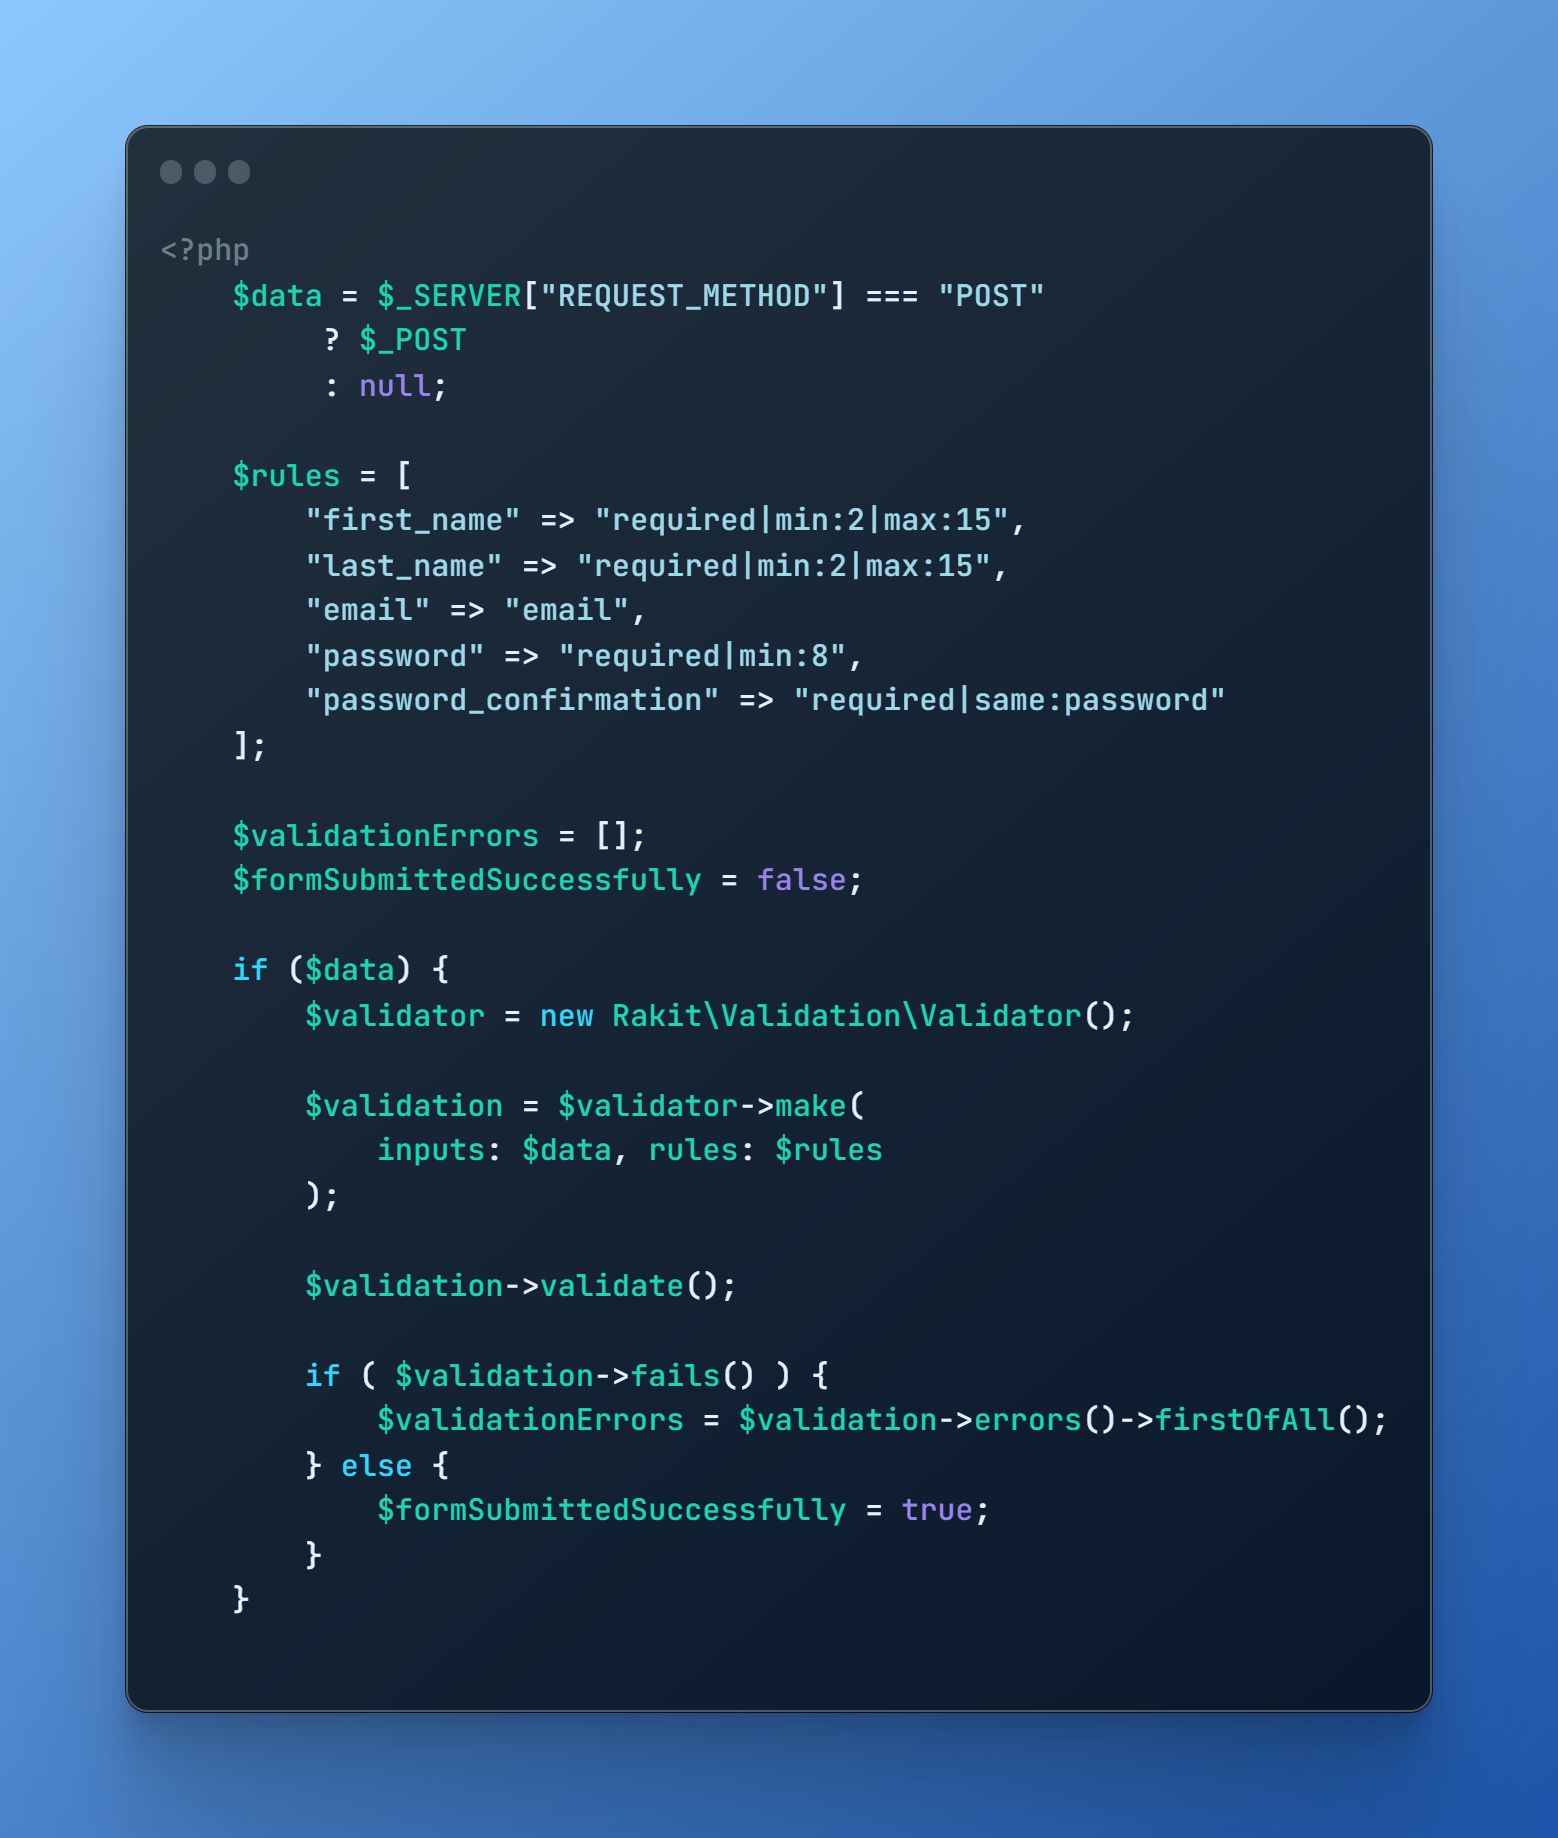 <?php
    $data = $_SERVER["REQUEST_METHOD"] === "POST"
         ? $_POST
         : null;

    $rules = [
        "first_name" => "required|min:2|max:15",
        "last_name" => "required|min:2|max:15",
        "email" => "email",
        "password" => "required|min:8",
        "password_confirmation" => "required|same:password"
    ];

    $validationErrors = [];
    $formSubmittedSuccessfully = false;

    if ($data) {
        $validator = new Rakit\Validation\Validator();

        $validation = $validator->make(
            inputs: $data, rules: $rules
        );

        $validation->validate();

        if ( $validation->fails() ) {
            $validationErrors = $validation->errors()->firstOfAll();
        } else {
            $formSubmittedSuccessfully = true;
        }
    }